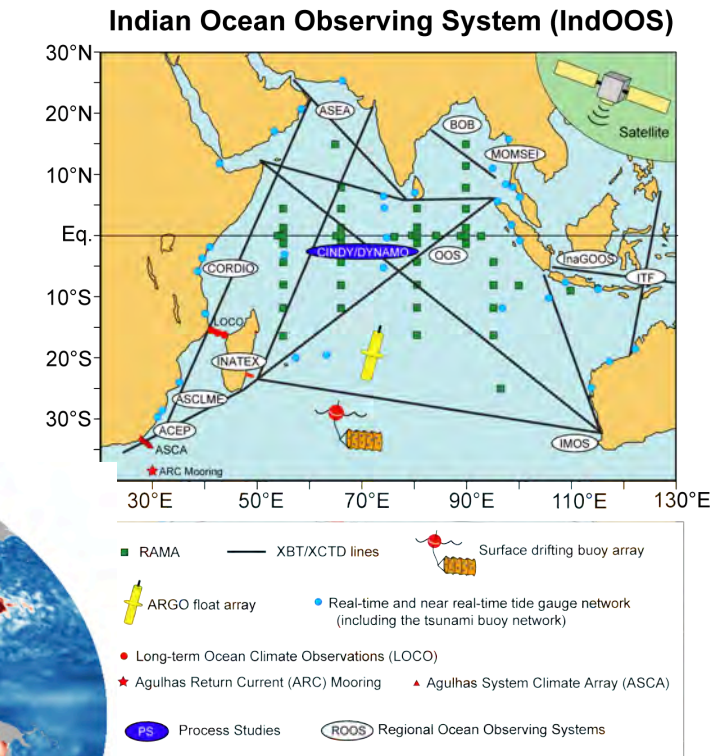 Indian Ocean Observing System (IndOOS)
30°N
20°N
10°N
Eq.
10°S
20°S
30°S
30°E
50°E
70°E
90°E
110°E
130°E
Satellite
ASEA
BOB
MOMSEI
CINDY/DYNAMO
OOS
InaGOOS
ITF
CORDIO
LOCO
INATEX
ASCLME
ACEP
ASCA
ARC Mooring
IMOS
RAMA
XBT/XCTD lines
Surface drifting buoy array
ARGO float array
Real-time and near real-time tide gauge network
(including the tsunami buoy network)
Long-term Ocean Climate Observations (LOCO)
Agulhas Return Current (ARC) Mooring
Agulhas System Climate Array (ASCA)
PS
Process Studies
ROOS
Regional Ocean Observing Systems